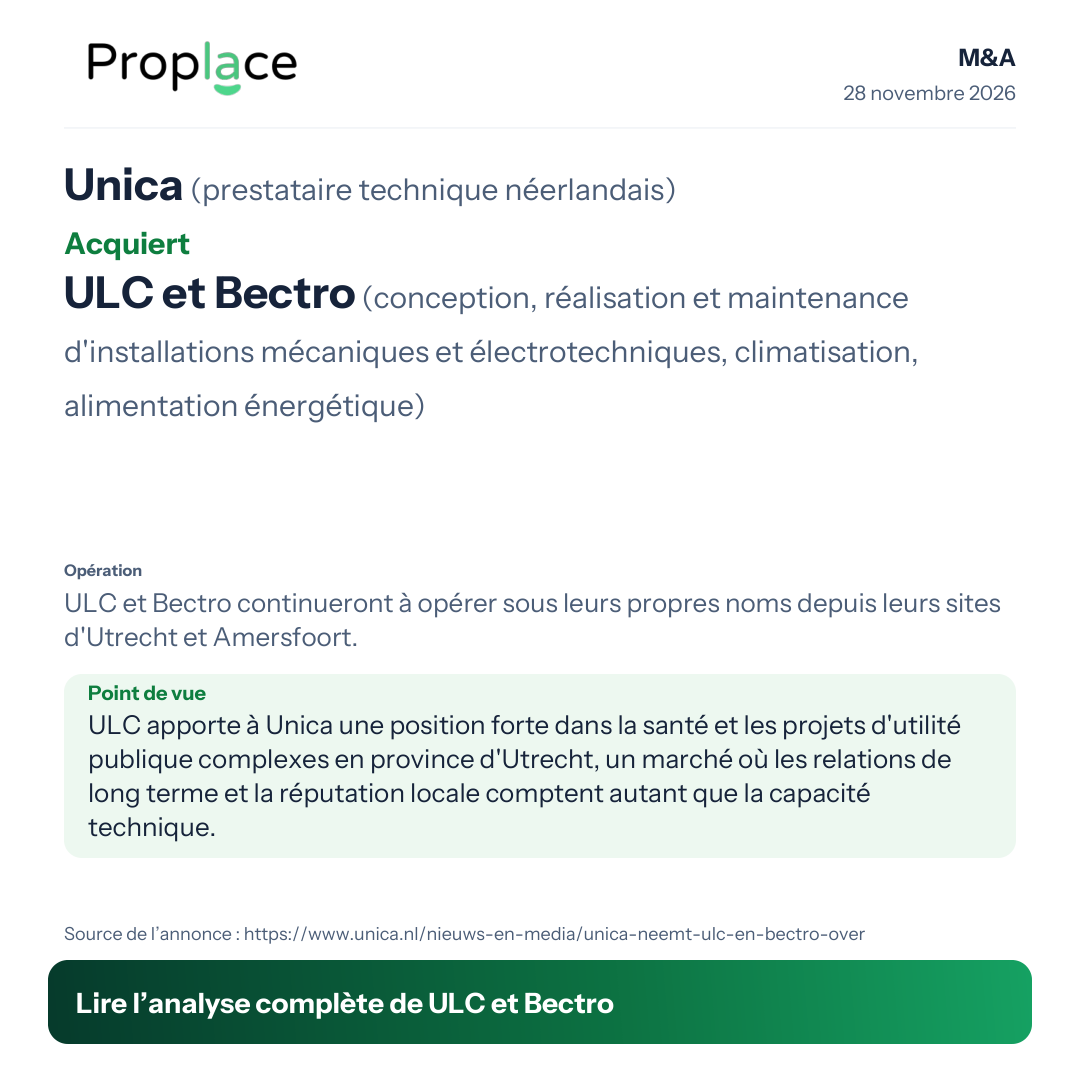 Proplace
M&A
28 novembre 2026
Unica (prestataire technique néerlandais)
Acquiert
ULC et Bectro (conception, réalisation et maintenance
d'installations mécaniques et électrotechniques, climatisation,
alimentation énergétique)
Opération
ULC et Bectro continueront à opérer sous leurs propres noms depuis leurs sites
d'Utrecht et Amersfoort.
Point de vue
ULC apporte à Unica une position forte dans la santé et les projets d'utilité
publique complexes en province d'Utrecht, un marché où les relations de
long terme et la réputation locale comptent autant que la capacité
technique.
Source de l’annonce : https://www.unica.nl/nieuws-en-media/unica-neemt-ulc-en-bectro-over
Lire l’analyse complète de ULC et Bectro